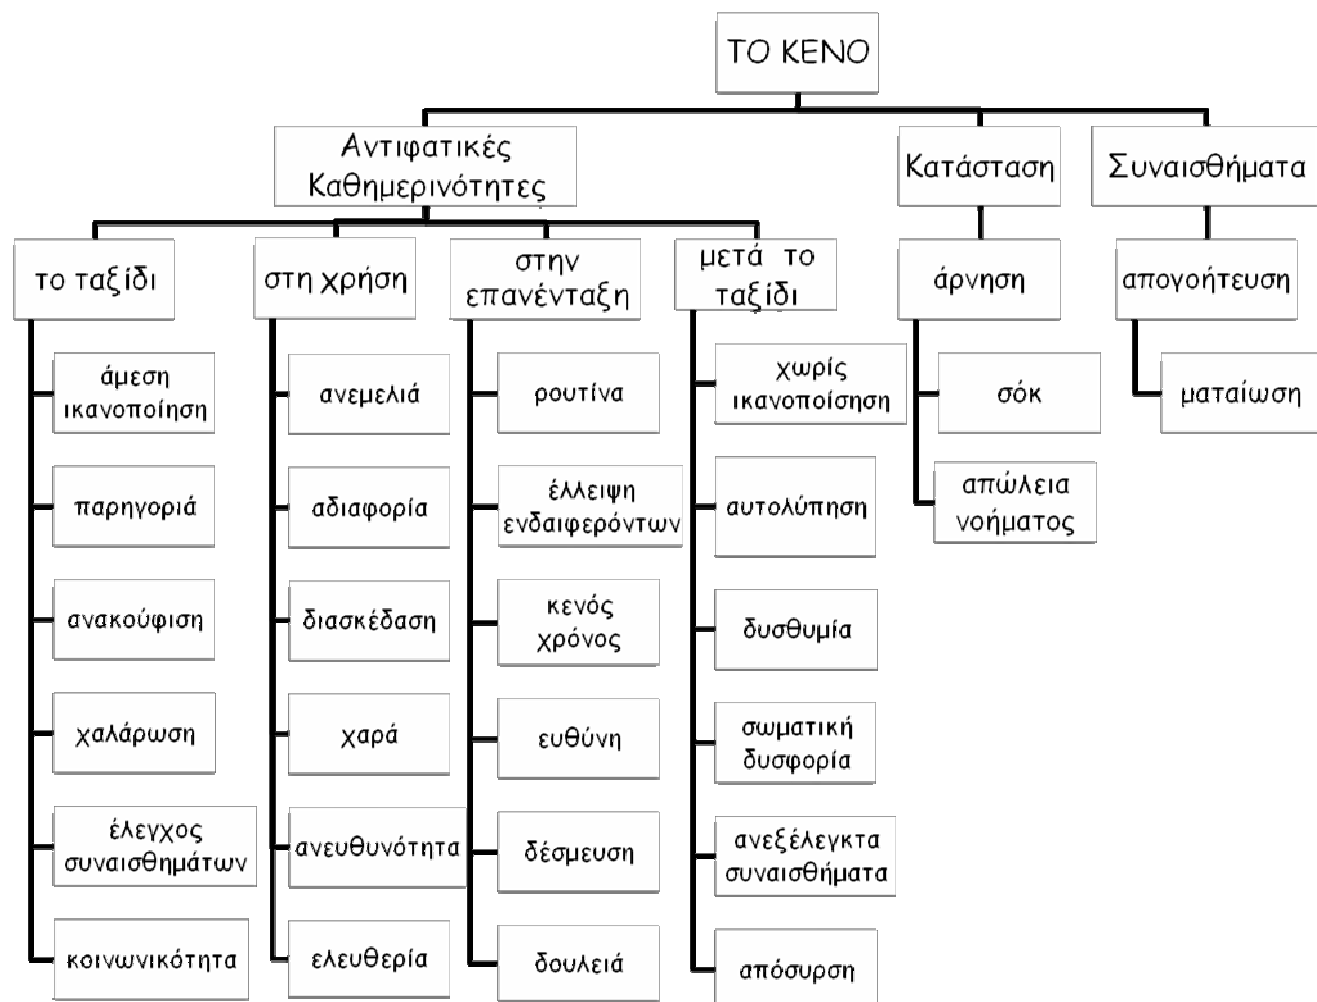 ΤΟ ΚΕΝΟ
Αντιφατικές
Καθημερινότητες
Κατάσταση
Συναισθήματα
το ταξίδι
στη χρήση
στην
επανένταξη
μετά το
ταξίδι
άρνηση
απογοήτευση
άμεση
ικανοποίηση
παρηγοριά
ανακούφιση
χαλάρωση
έλεγχος
συναισθημάτων
κοινωνικότητα
ανεμελιά
αδιαφορία
διασκέδαση
χαρά
ανευθυνότητα
ελευθερία
ρουτίνα
έλλειψη
ενδαιφερόντων
κενός
χρόνος
ευθύνη
δέσμευση
δουλειά
χωρίς
ικανοποίσηση
αυτολύπηση
δυσθυμία
σωματική
δυσφορία
ανεξέλεγκτα
συναισθήματα
απόσυρση
σόκ
απώλεια
νοήματος
ματαίωση